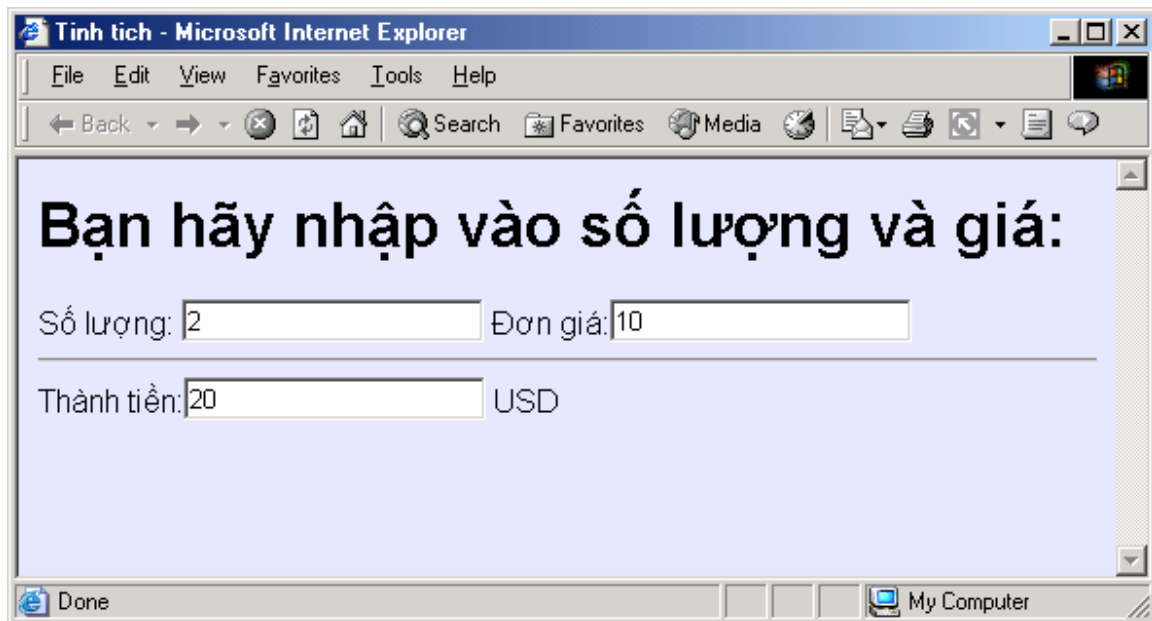 Tinh tich - Microsoft Internet Explorer
File Edit View Favorites Tools Help
Back Search Favorites Media
Bạn hãy nhập vào số lượng và giá:
Số lượng: 2 Đơn giá: 10
Thành tiền: 20 USD
Done My Computer